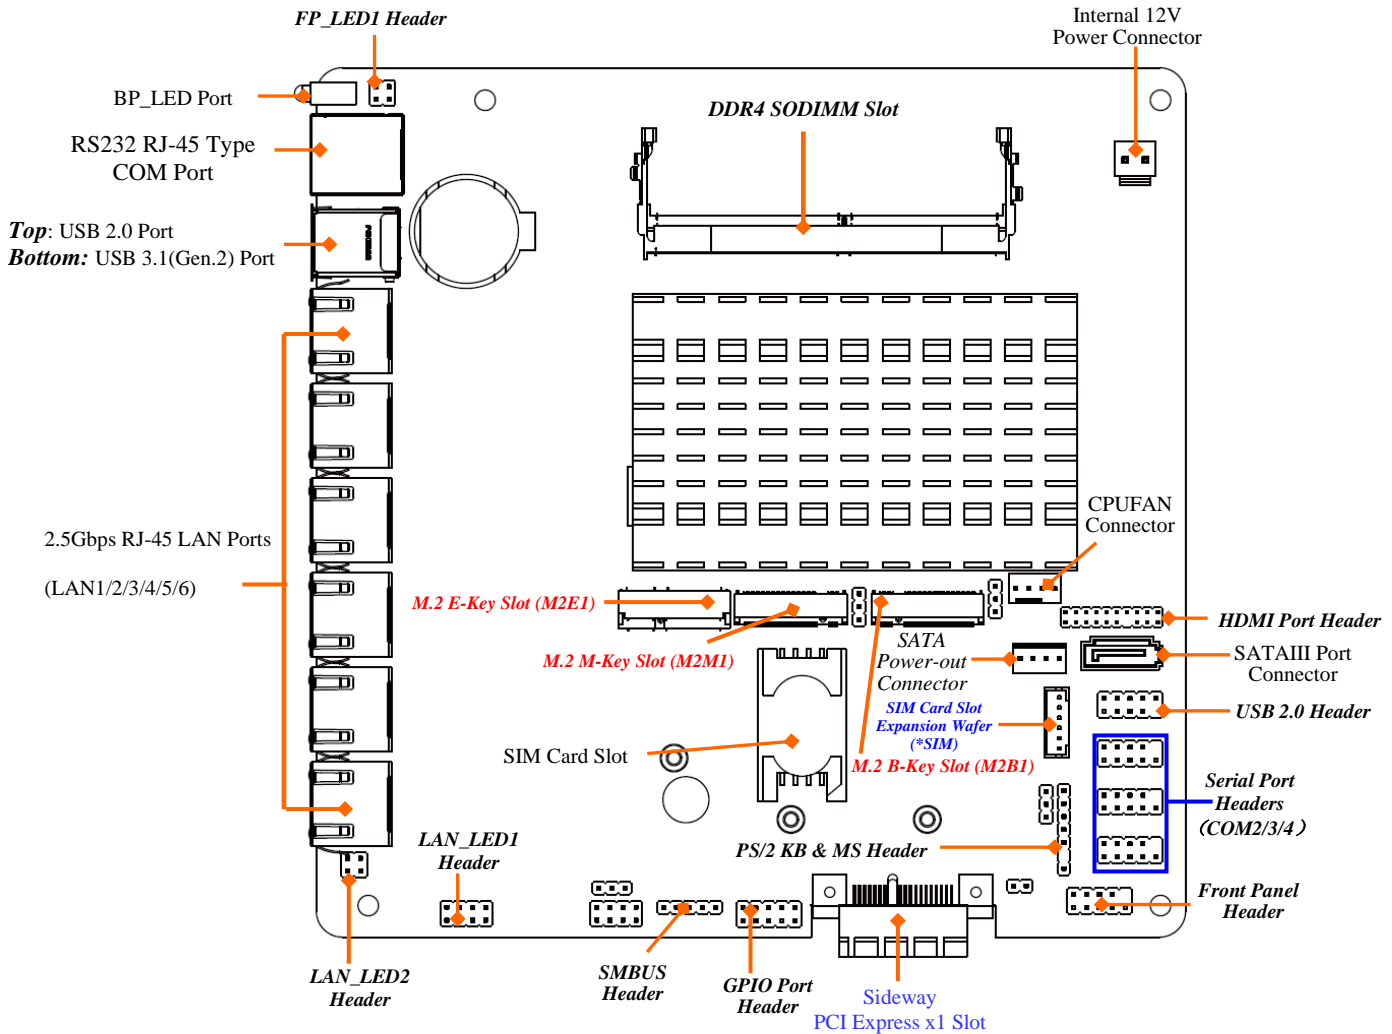 FP_LED1 Header
Internal 12V
Power Connector
BP_LED Port
DDR4 SODIMM Slot
RS232 RJ-45 Type
COM Port
Top: USB 2.0 Port
Bottom: USB 3.1(Gen.2) Port
2.5Gbps RJ-45 LAN Ports
(LAN1/2/3/4/5/6)
CPUFAN
Connector
M.2 E-Key Slot (M2E1)
HDMI Port Header
M.2 M-Key Slot (M2M1)
SATA
Power-out
Connector
SATAIII Port
Connector
SIM Card Slot
Expansion Wafer
(*SIM)
USB 2.0 Header
SIM Card Slot
M.2 B-Key Slot (M2B1)
Serial Port
Headers
(COM2/3/4)
LAN_LED1
Header
PS/2 KB & MS Header
Front Panel
Header
LAN_LED2
Header
SMBUS
Header
GPIO Port
Header
Sideway
PCI Express x1 Slot